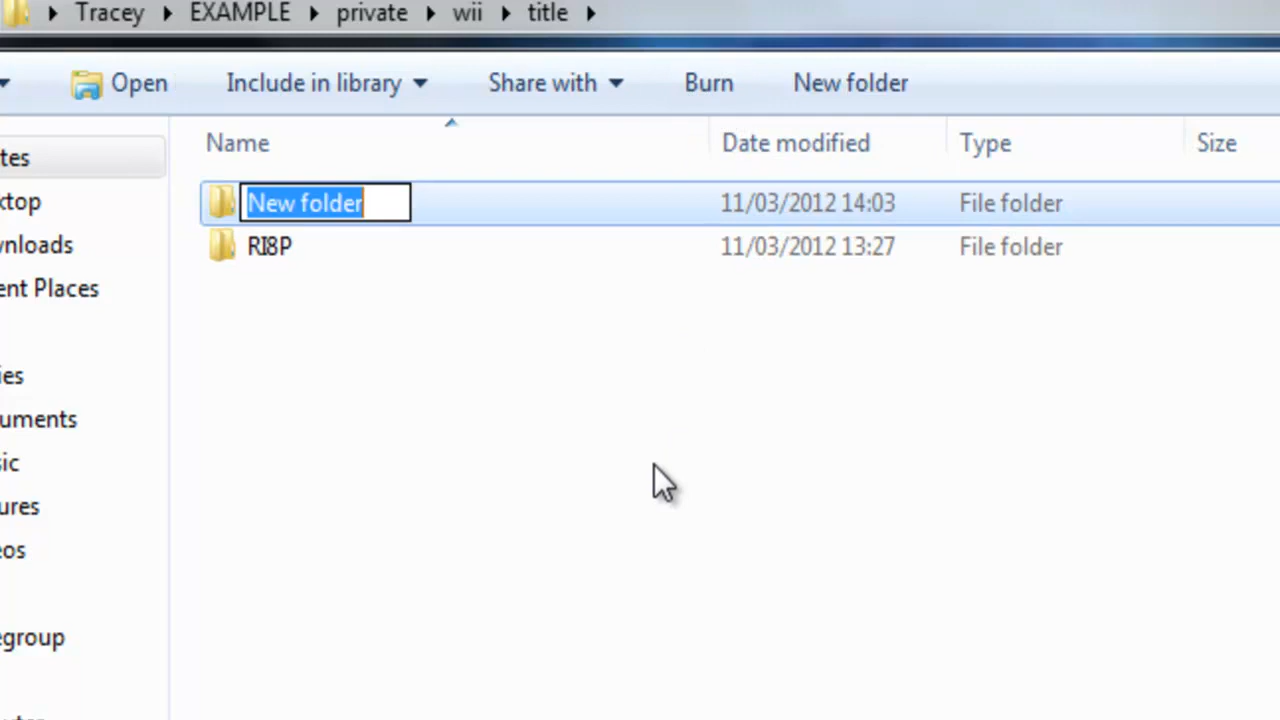 Tracey EXAMPLE private wii title
Open Include in library Share with Burn New folder
Name Date modified Type Size
New folder 11/03/2012 14:03 File folder
RI8P 11/03/2012 13:27 File folder
tes
ktop
wnloads
ent Places
ies
uments
sic
ures
eos
egroup